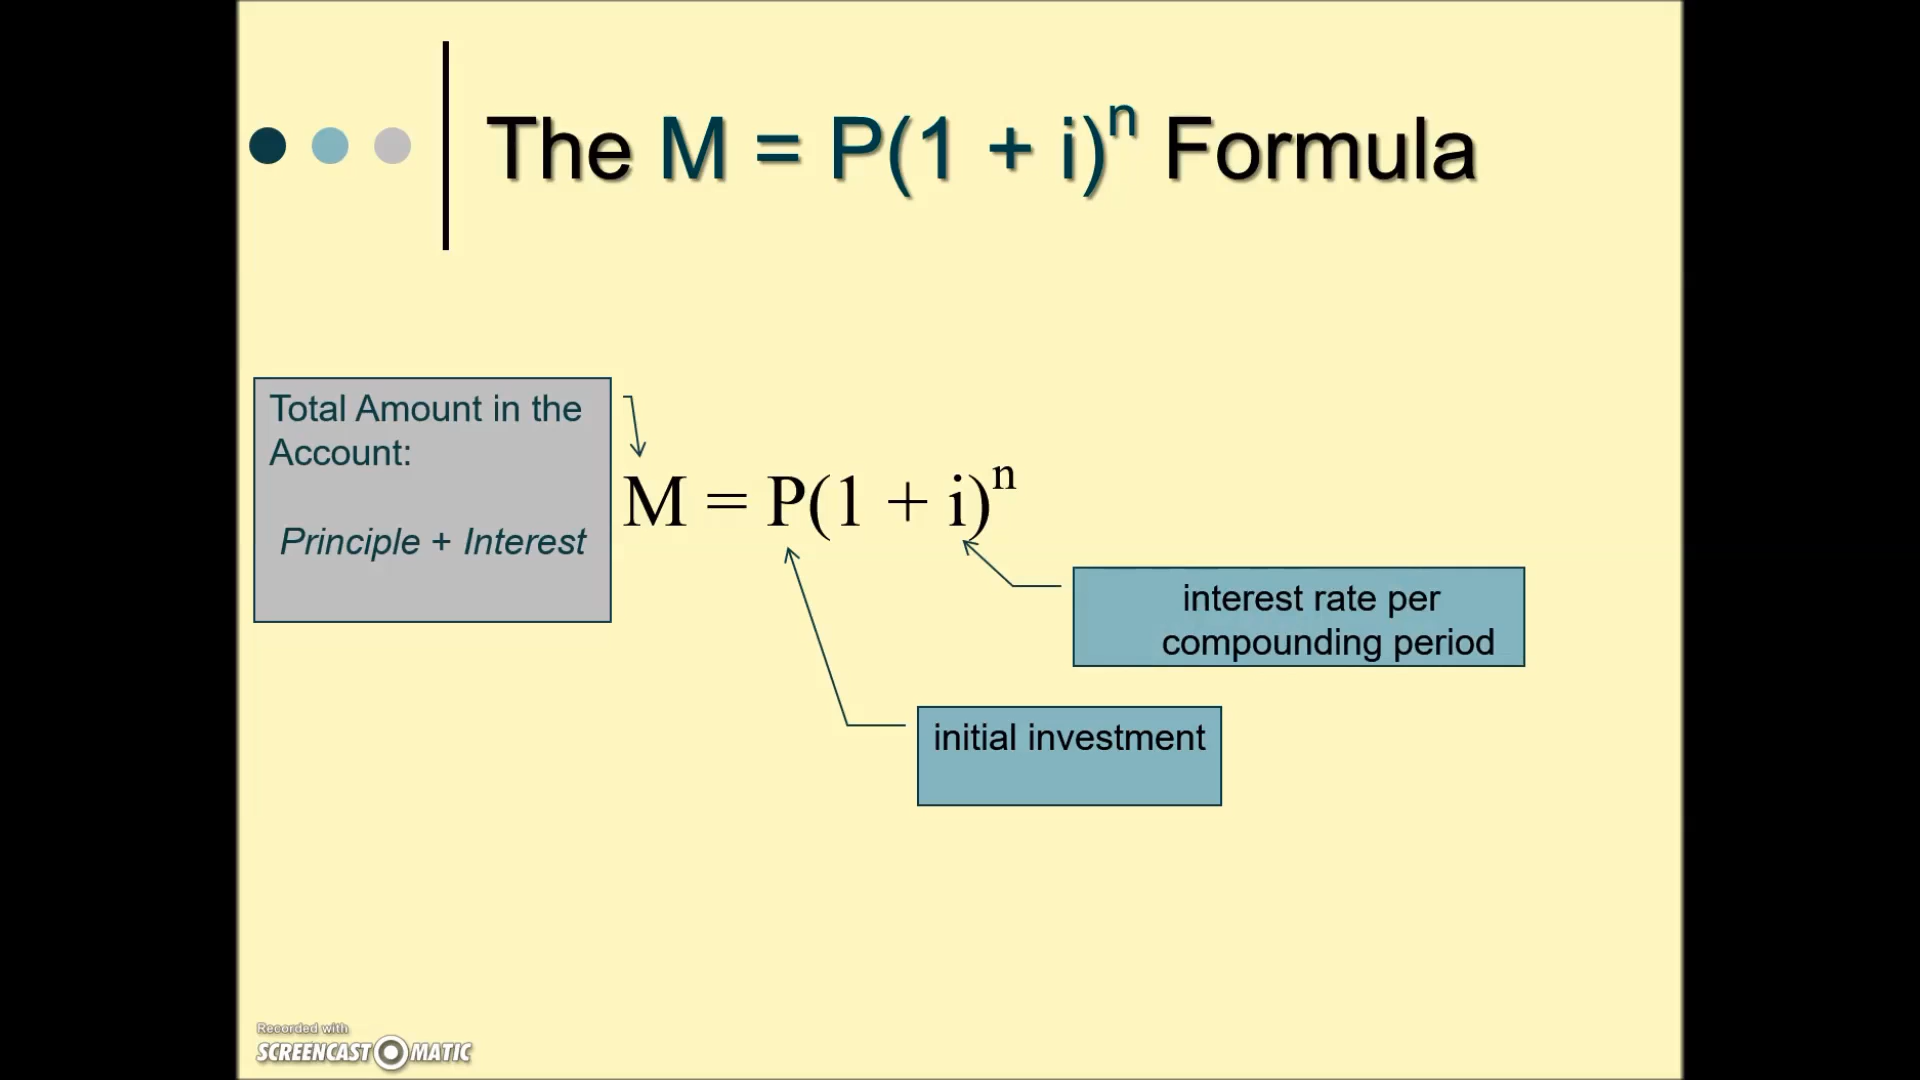 The M = P(1 + i)ⁿ Formula
Total Amount in the
Account:
Principle + Interest
M = P(1 + i)ⁿ
interest rate per
compounding period
initial investment
Recorded with
SCREENCAST MATIC